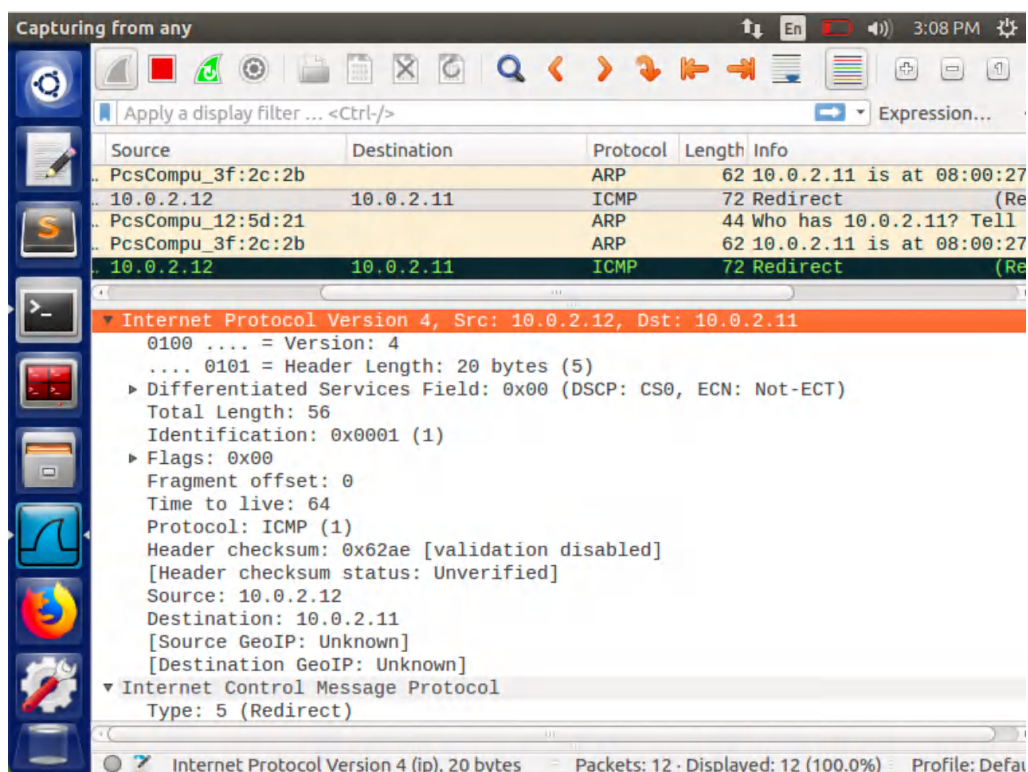 Capturing from any En 3:08 PM
Apply a display filter ... <Ctrl-/> Expression...
Source Destination Protocol Length Info
PcsCompu_3f:2c:2b ARP 62 10.0.2.11 is at 08:00:27
10.0.2.12 10.0.2.11 ICMP 72 Redirect (Re
PcsCompu_12:5d:21 ARP 44 Who has 10.0.2.11? Tell
PcsCompu_3f:2c:2b ARP 62 10.0.2.11 is at 08:00:27
10.0.2.12 10.0.2.11 ICMP 72 Redirect (Re
Internet Protocol Version 4, Src: 10.0.2.12, Dst: 10.0.2.11
0100 .... = Version: 4
.... 0101 = Header Length: 20 bytes (5)
Differentiated Services Field: 0x00 (DSCP: CS0, ECN: Not-ECT)
Total Length: 56
Identification: 0x0001 (1)
Flags: 0x00
Fragment offset: 0
Time to live: 64
Protocol: ICMP (1)
Header checksum: 0x62ae [validation disabled]
[Header checksum status: Unverified]
Source: 10.0.2.12
Destination: 10.0.2.11
[Source GeoIP: Unknown]
[Destination GeoIP: Unknown]
Internet Control Message Protocol
Type: 5 (Redirect)
Internet Protocol Version 4 (ip), 20 bytes Packets: 12 · Displayed: 12 (100.0%) Profile: Defau